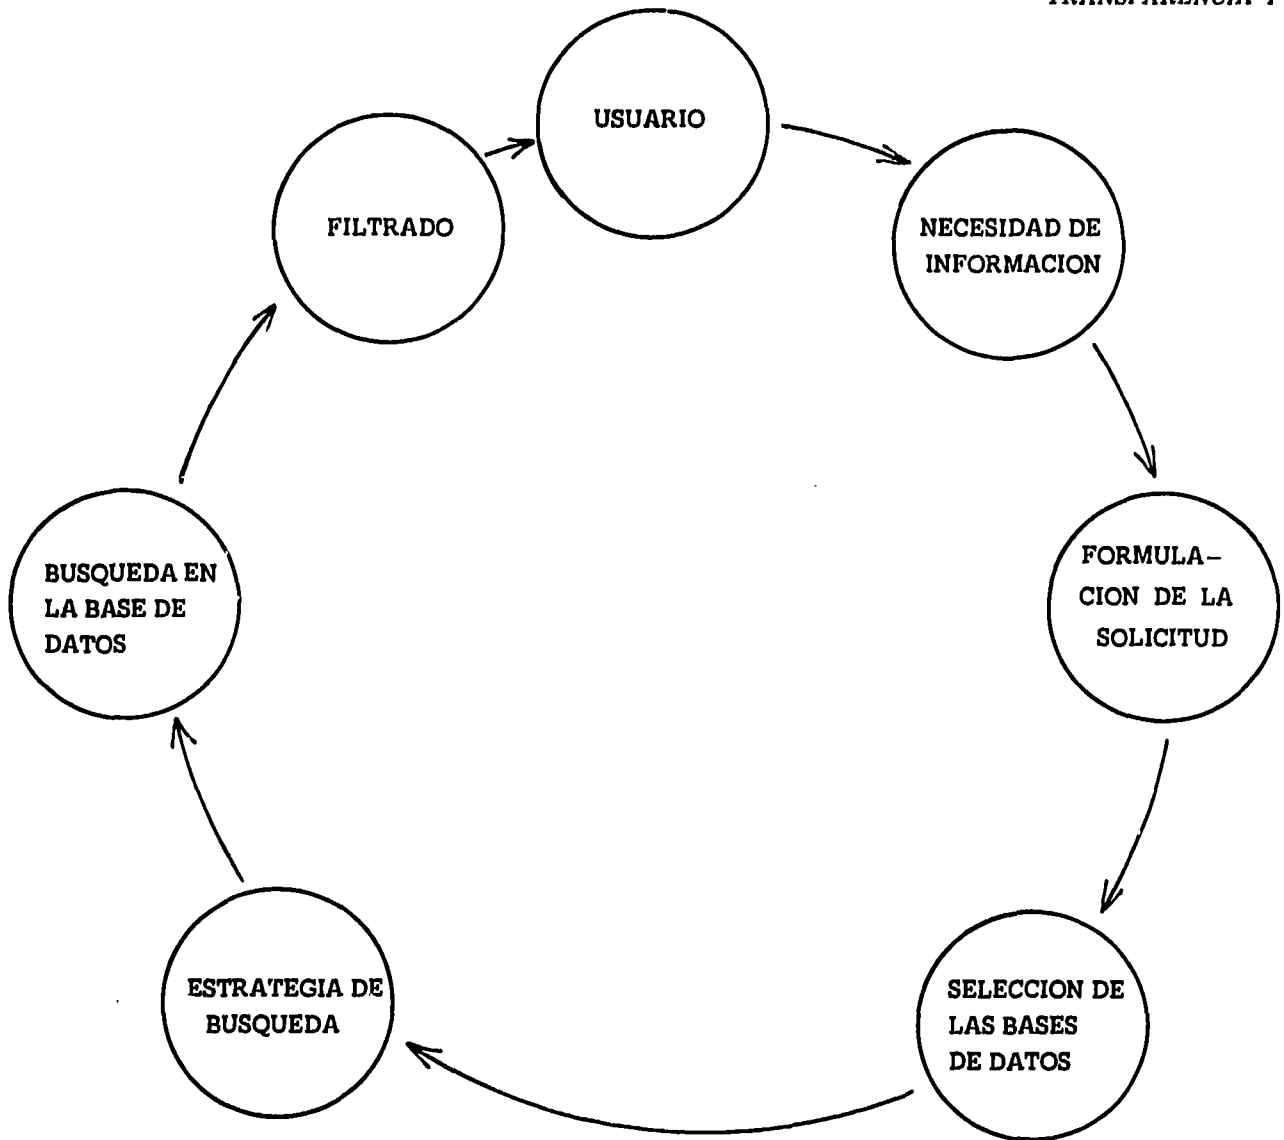 USUARIO
FILTRADO
NECESIDAD DE
INFORMACION
FORMULA-
CION DE LA
SOLICITUD
SELECCION DE
LAS BASES
DE DATOS
ESTRATEGIA DE
BUSQUEDA
BUSQUEDA EN
LA BASE DE
DATOS